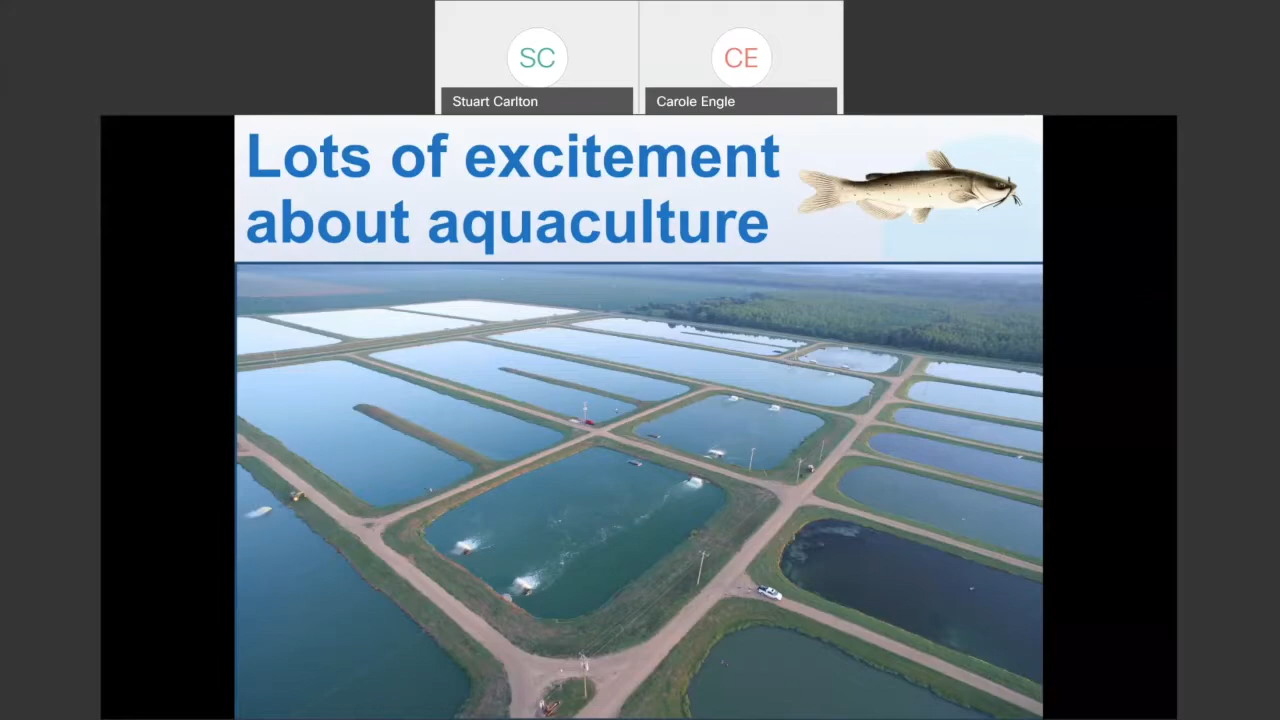 SC
CE
Stuart Carlton
Carole Engle
Lots of excitement
about aquaculture